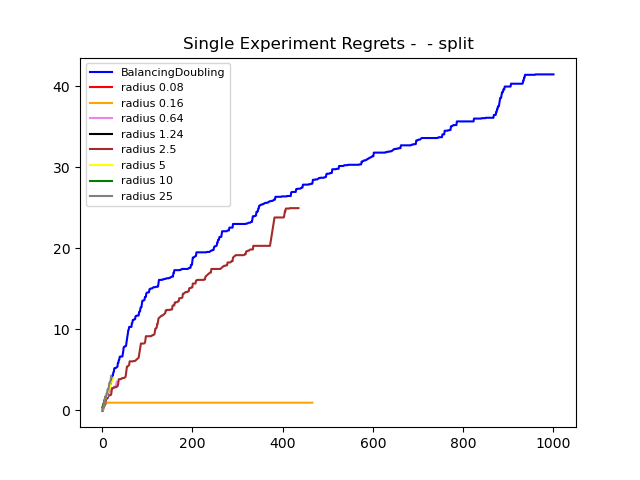 Single Experiment Regrets -  - split
BalancingDoubling
radius 0.08
radius 0.16
radius 0.64
radius 1.24
radius 2.5
radius 5
radius 10
radius 25
40
30
20
10
0
0 200 400 600 800 1000